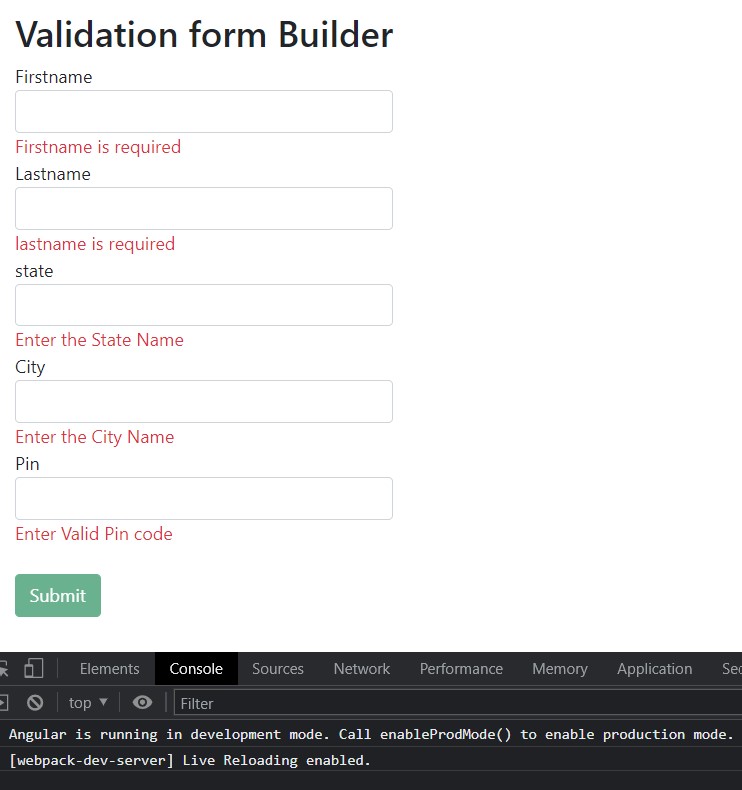 Validation form Builder
Firstname
Firstname is required
Lastname
lastname is required
state
Enter the State Name
City
Enter the City Name
Pin
Enter Valid Pin code
Submit
Elements Console Sources Network Performance Memory Application
top Filter
Angular is running in development mode. Call enableProdMode() to enable production mode.
[webpack-dev-server] Live Reloading enabled.